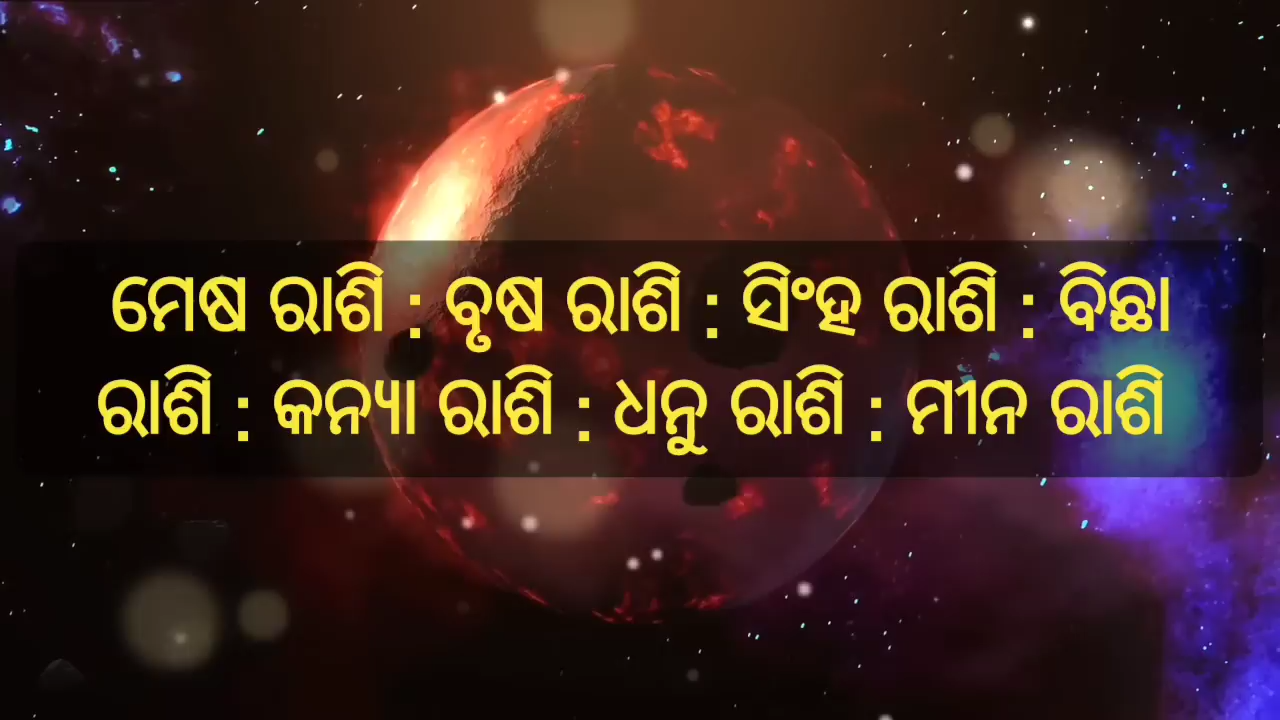 ମେଷ ରାଶି : ବୃଷ ରାଶି : ସିଂହ ରାଶି : ବିଛା
ରାଶି : କନ୍ୟା ରାଶି : ଧନୁ ରାଶି : ମୀନ ରାଶି